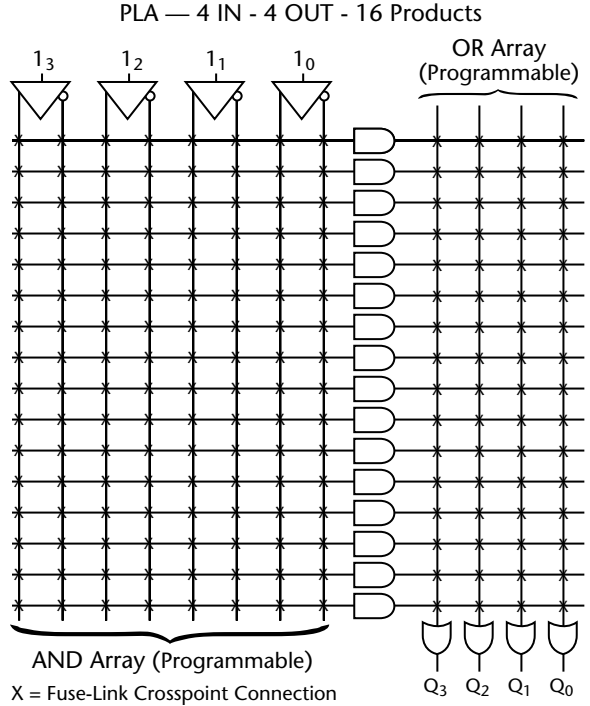 PLA — 4 IN - 4 OUT - 16 Products
1₃ 1₂ 1₁ 1₀
OR Array
(Programmable)
AND Array (Programmable)
X = Fuse-Link Crosspoint Connection
Q₃ Q₂ Q₁ Q₀